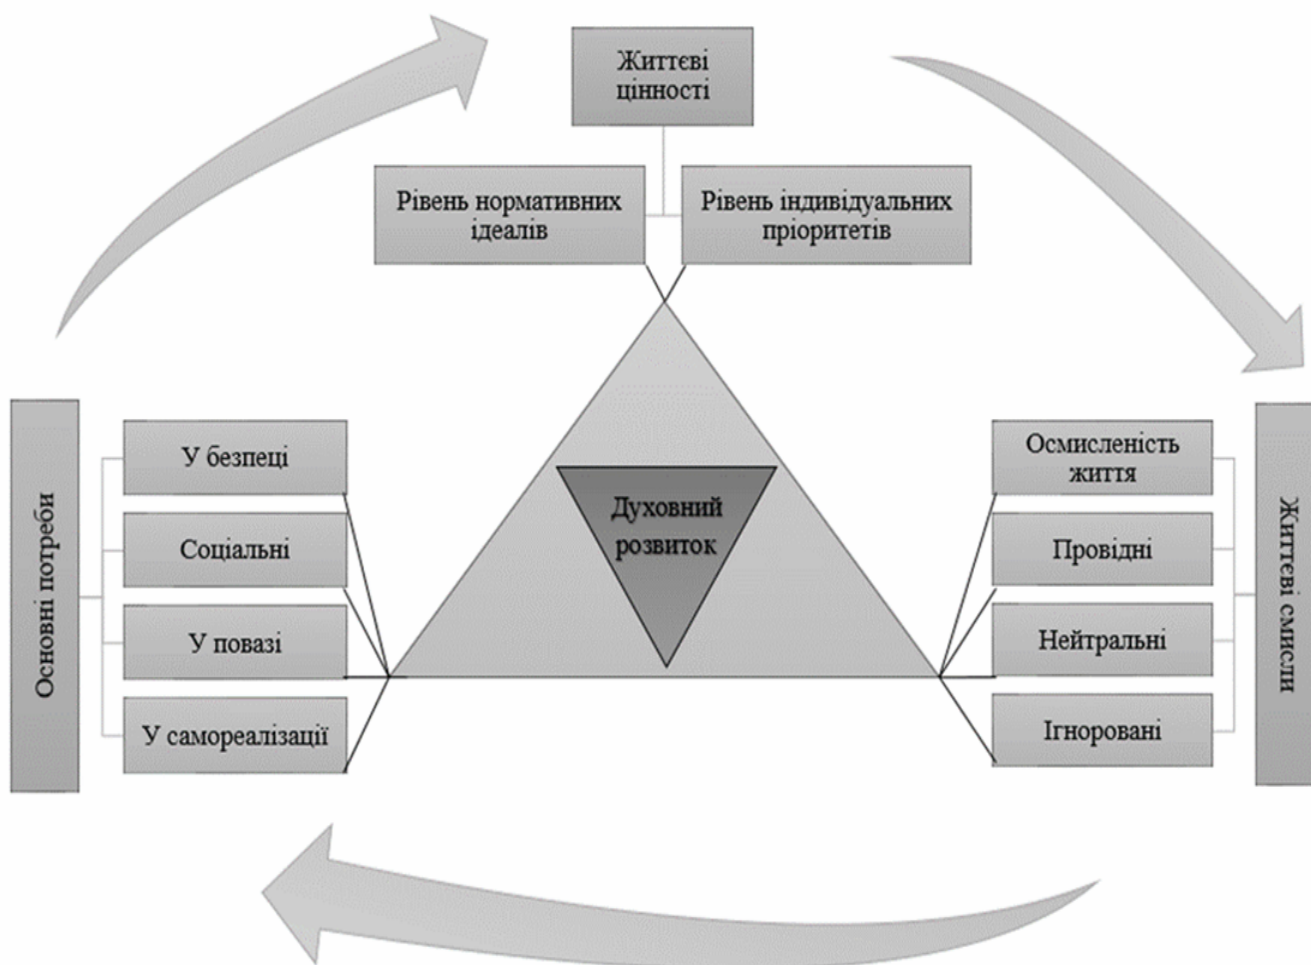 Життєві
цінності
Рівень нормативних
ідеалів
Рівень індивідуальних
пріоритетів
Основні потреби
У безпеці
Соціальні
У повазі
У самореалізації
Духовний
розвиток
Осмисленість
життя
Провідні
Нейтральні
Ігноровані
Життєві смисли